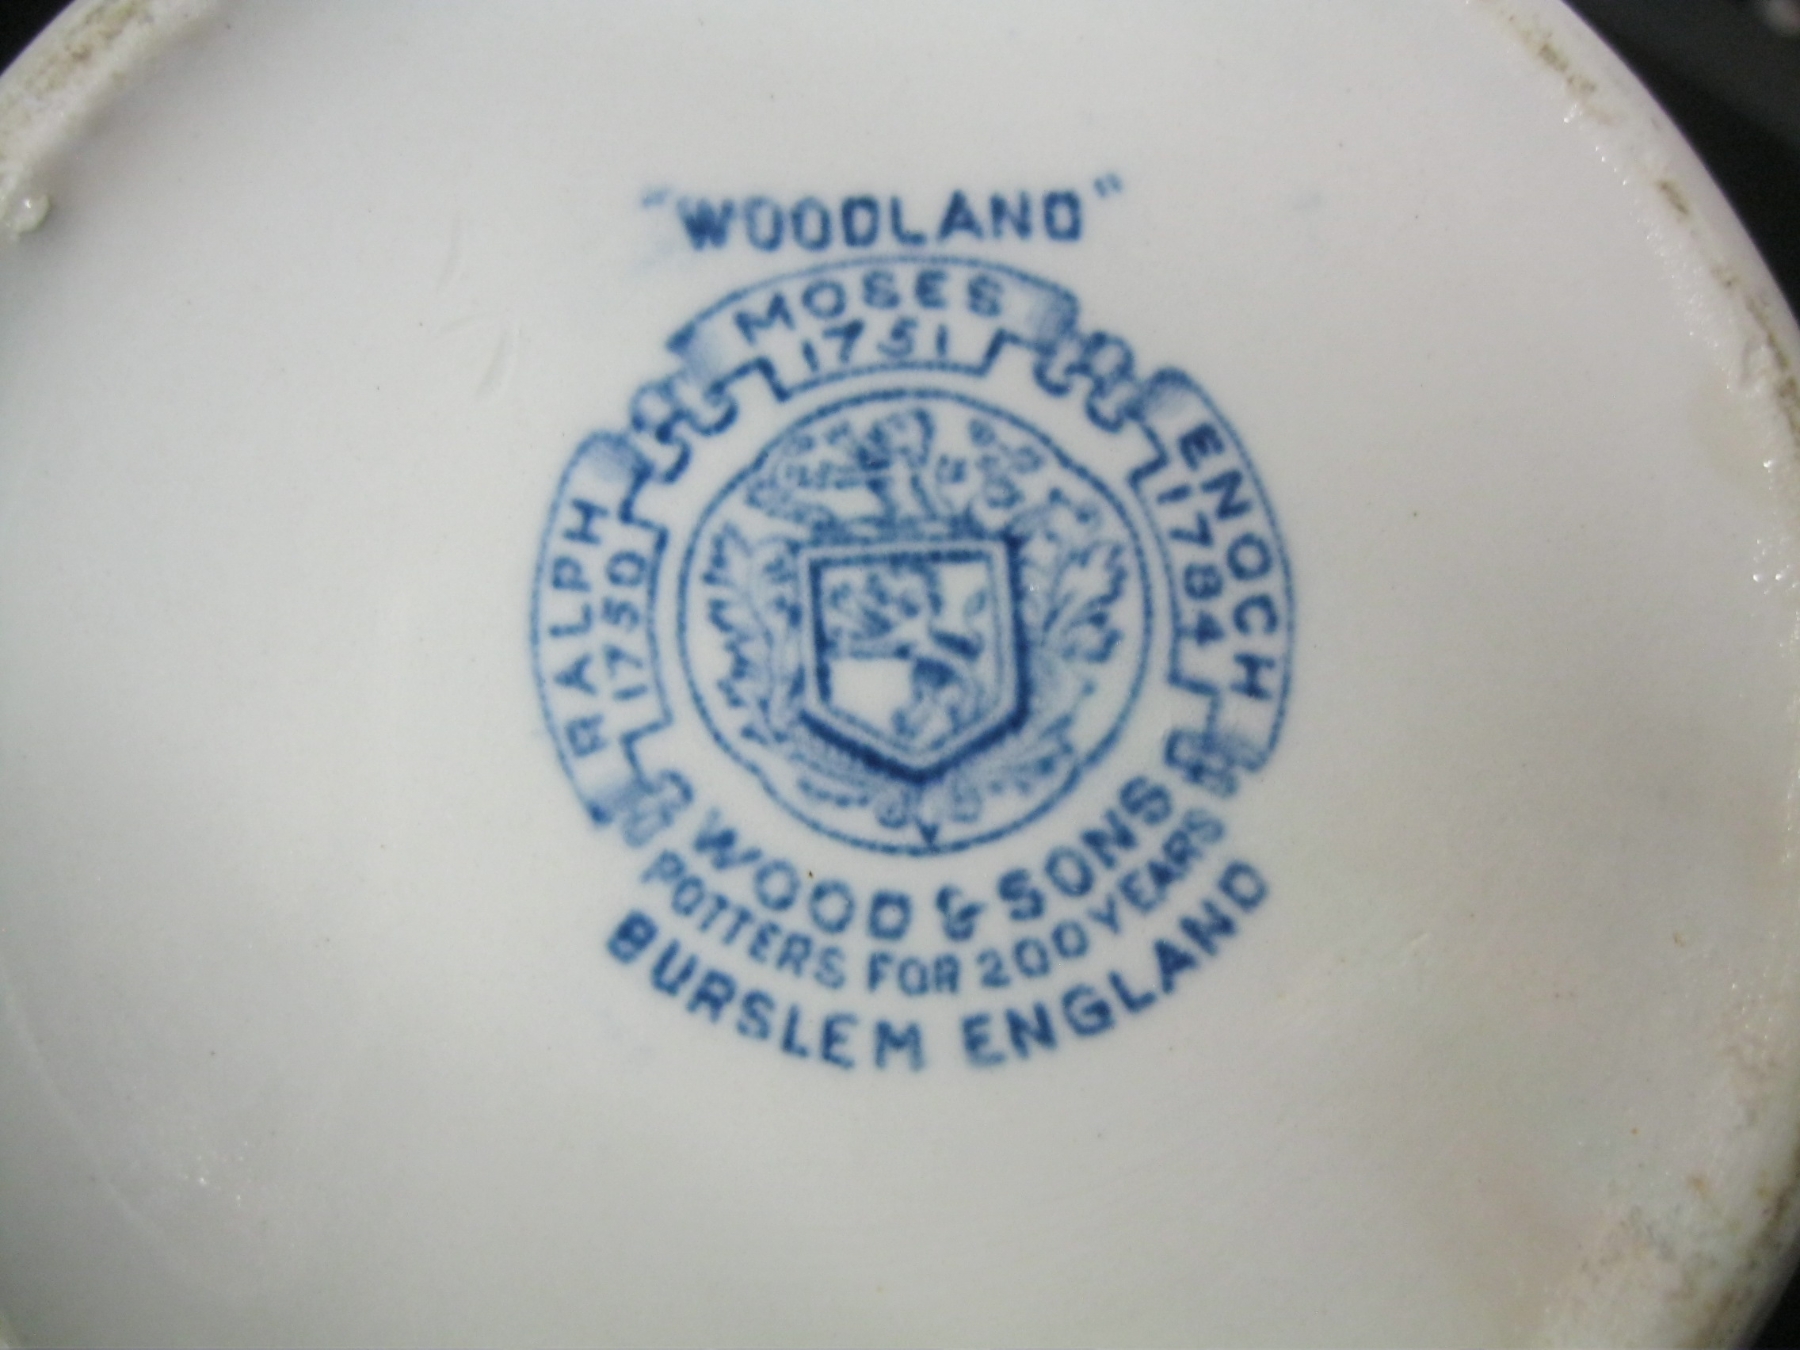 "WOODLAND"
MOSES
1751
RALPH
1750
ENOCH
1784
WOOD & SONS
POTTERS FOR 200 YEARS
BURSLEM ENGLAND